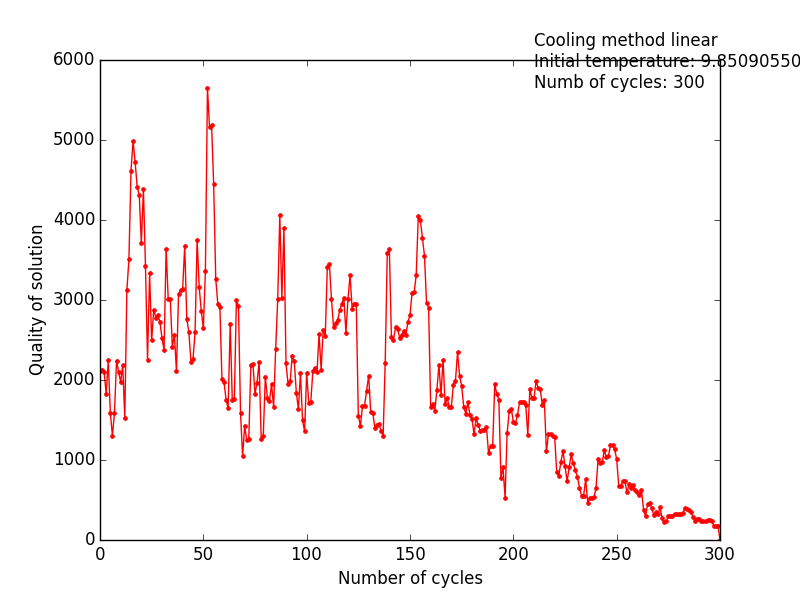 Cooling method linear
Initial temperature: 9.85090550
Numb of cycles: 300
6000
5000
4000
3000
2000
1000
0
Quality of solution
0 50 100 150 200 250 300
Number of cycles